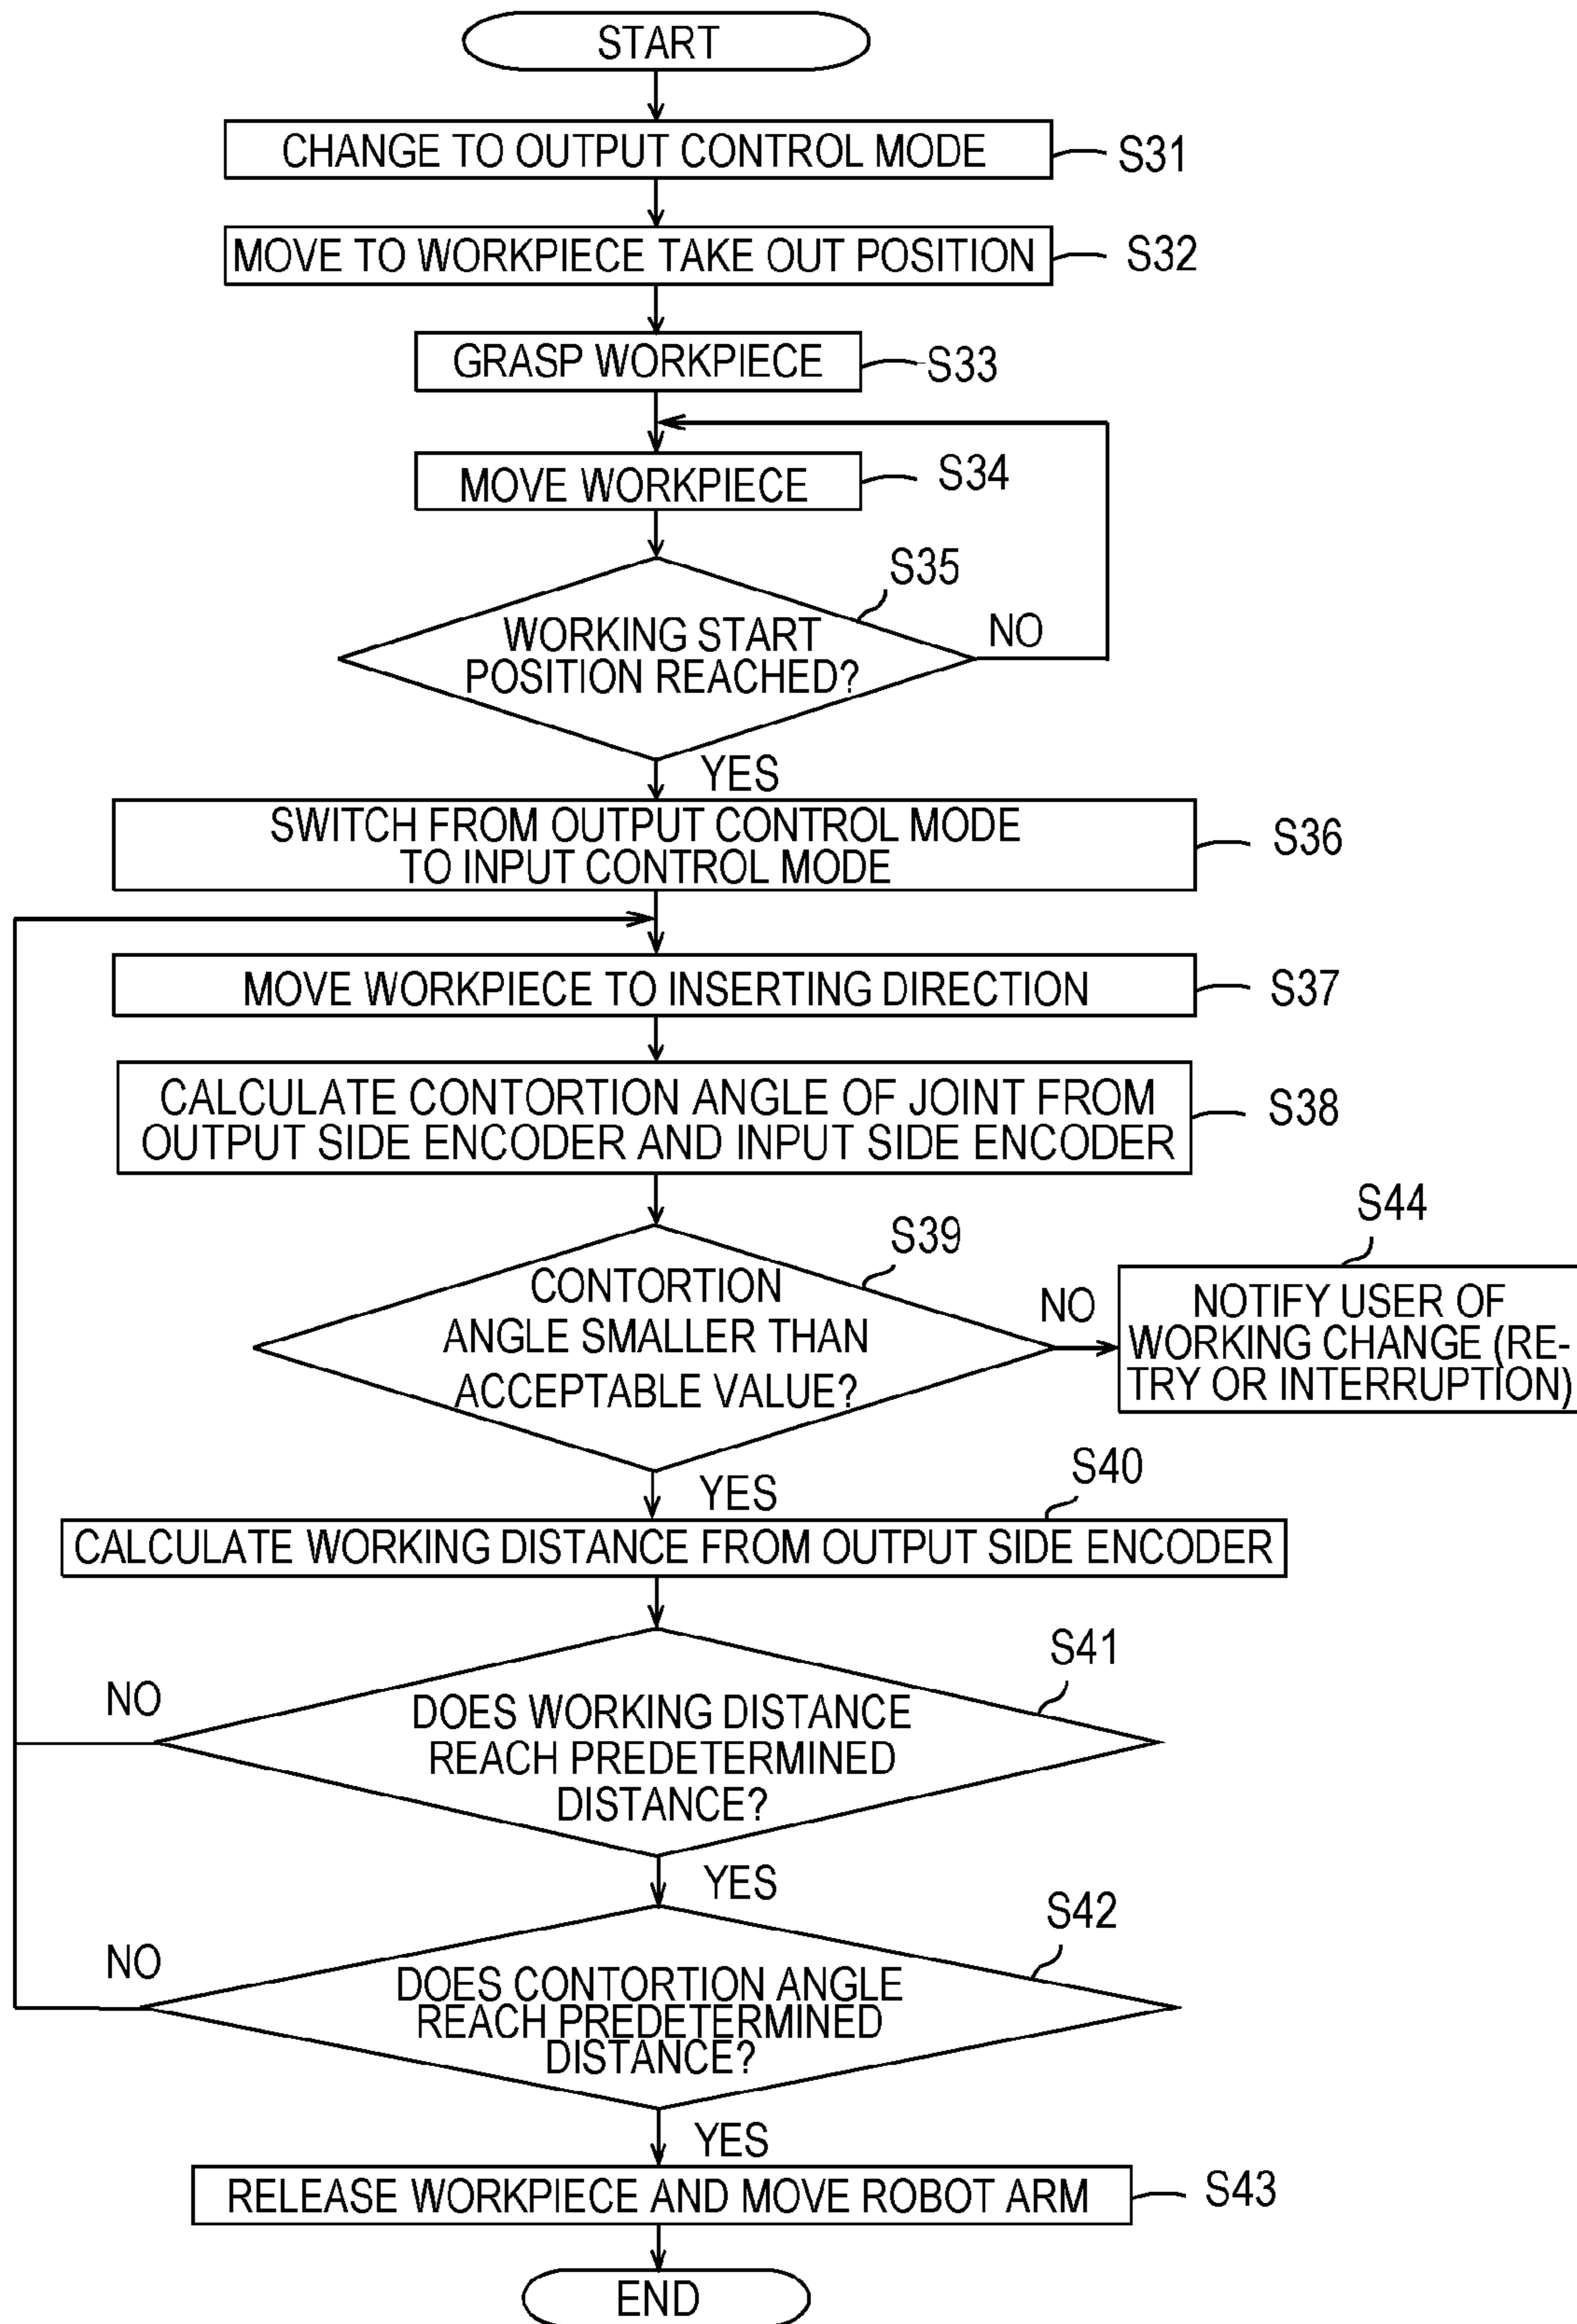 START
CHANGE TO OUTPUT CONTROL MODE
S31
MOVE TO WORKPIECE TAKE OUT POSITION
S32
GRASP WORKPIECE
S33
MOVE WORKPIECE
S34
S35
WORKING START
POSITION REACHED?
NO
YES
SWITCH FROM OUTPUT CONTROL MODE
TO INPUT CONTROL MODE
S36
MOVE WORKPIECE TO INSERTING DIRECTION
S37
CALCULATE CONTORTION ANGLE OF JOINT FROM
OUTPUT SIDE ENCODER AND INPUT SIDE ENCODER
S38
S39
CONTORTION
ANGLE SMALLER THAN
ACCEPTABLE VALUE?
NO
S44
NOTIFY USER OF
WORKING CHANGE (RE-
TRY OR INTERRUPTION)
YES
S40
CALCULATE WORKING DISTANCE FROM OUTPUT SIDE ENCODER
S41
NO
DOES WORKING DISTANCE
REACH PREDETERMINED
DISTANCE?
YES
S42
NO
DOES CONTORTION ANGLE
REACH PREDETERMINED
DISTANCE?
YES
RELEASE WORKPIECE AND MOVE ROBOT ARM
S43
END